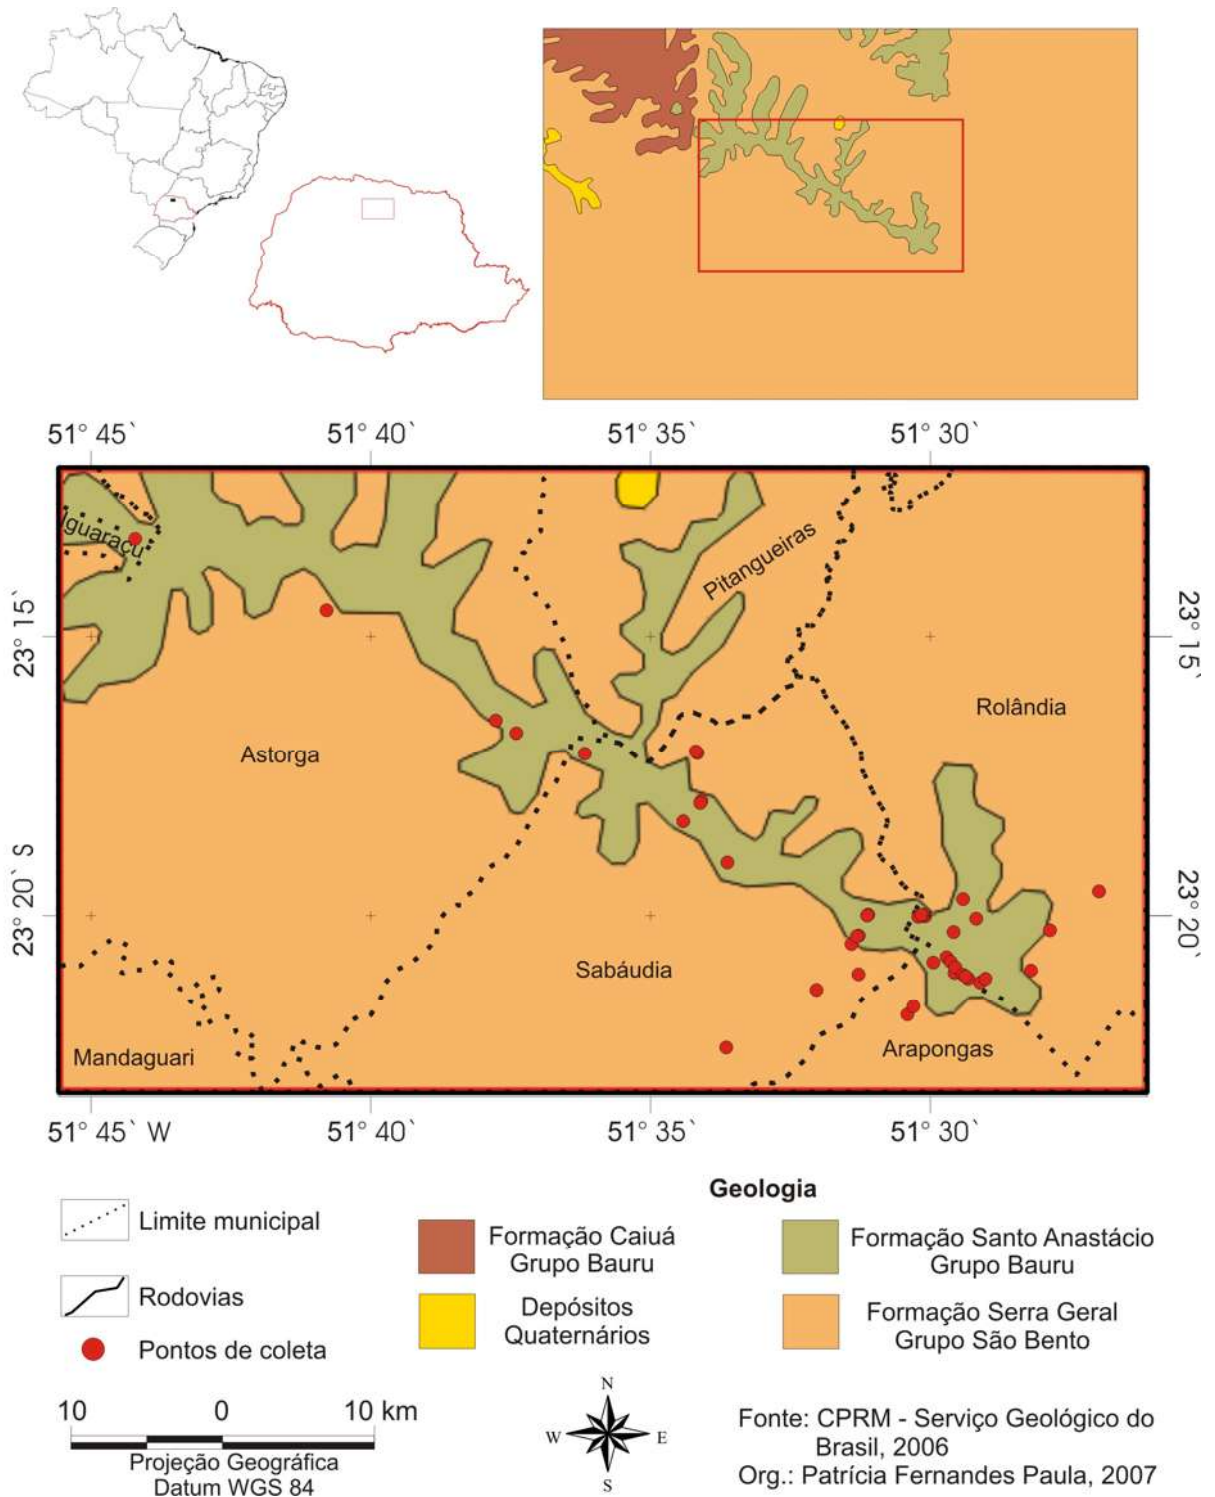 51° 45` 51° 40` 51° 35` 51° 30`
Iguaraçu
Pitangueiras
23° 15` 23° 15`
Rolândia
Astorga
23° 20` S 23° 20`
Sabáudia
Mandaguari Arapongas
51° 45` W 51° 40` 51° 35` 51° 30`
Geologia
Limite municipal
Rodovias
Pontos de coleta
Formação Caiuá
Grupo Bauru
Depósitos
Quaternários
Formação Santo Anastácio
Grupo Bauru
Formação Serra Geral
Grupo São Bento
10 0 10 km
Projeção Geográfica
Datum WGS 84
N
W E
S
Fonte: CPRM - Serviço Geológico do
Brasil, 2006
Org.: Patrícia Fernandes Paula, 2007